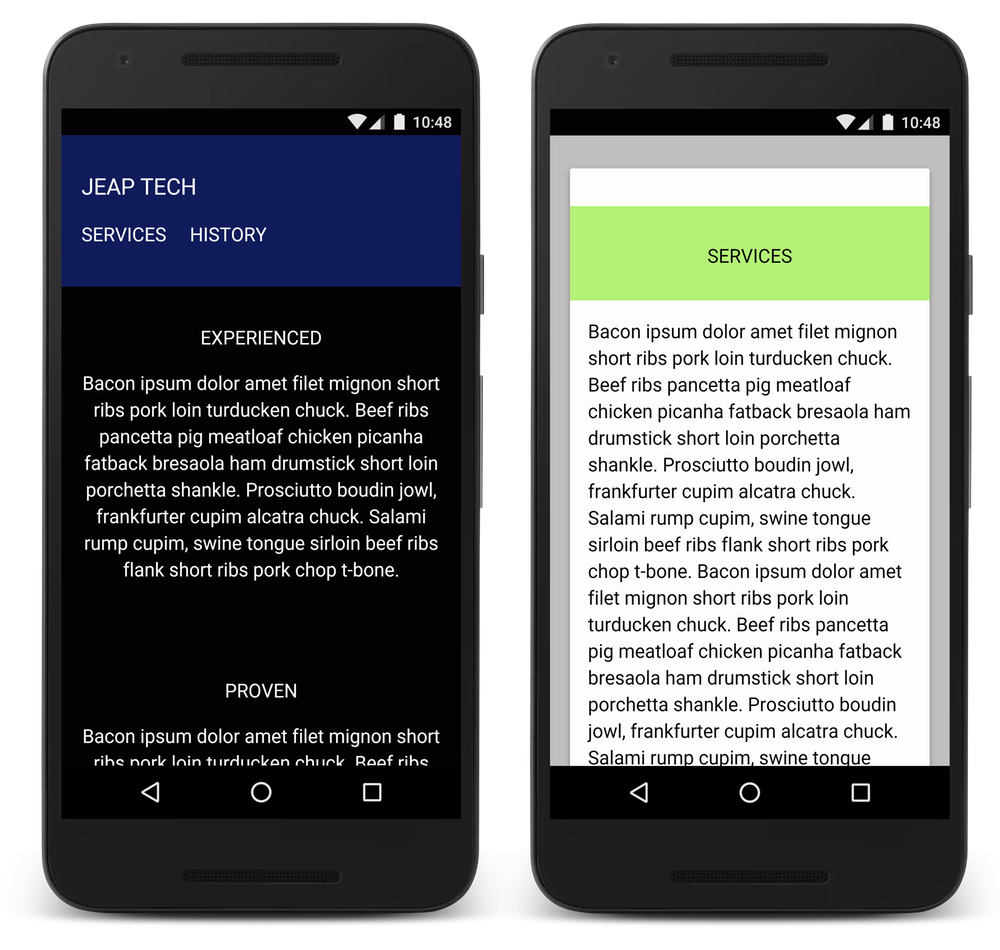 10:48
JEAP TECH
SERVICES HISTORY
EXPERIENCED
Bacon ipsum dolor amet filet mignon short
ribs pork loin turducken chuck. Beef ribs
pancetta pig meatloaf chicken picanha
fatback bresaola ham drumstick short loin
porchetta shankle. Prosciutto boudin jowl,
frankfurter cupim alcatra chuck. Salami
rump cupim, swine tongue sirloin beef ribs
flank short ribs pork chop t-bone.
PROVEN
Bacon ipsum dolor amet filet mignon short
ribs pork loin turducken chuck. Beef ribs
10:48
SERVICES
Bacon ipsum dolor amet filet mignon
short ribs pork loin turducken chuck.
Beef ribs pancetta pig meatloaf
chicken picanha fatback bresaola ham
drumstick short loin porchetta
shankle. Prosciutto boudin jowl,
frankfurter cupim alcatra chuck.
Salami rump cupim, swine tongue
sirloin beef ribs flank short ribs pork
chop t-bone. Bacon ipsum dolor amet
filet mignon short ribs pork loin
turducken chuck. Beef ribs pancetta
pig meatloaf chicken picanha fatback
bresaola ham drumstick short loin
porchetta shankle. Prosciutto boudin
jowl, frankfurter cupim alcatra chuck.
Salami rump cupim, swine tongue